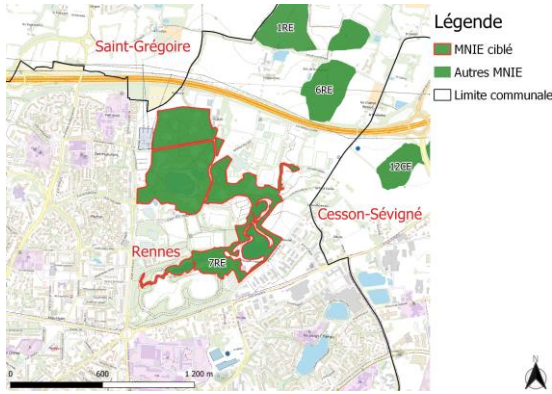 1RE
Légende
Saint-Grégoire
MNIE ciblé
Autres MNIE
6RE
Limite communale
12CE
Cesson-Sévigné
Rennes
7RE
0 600 1 200 m
N